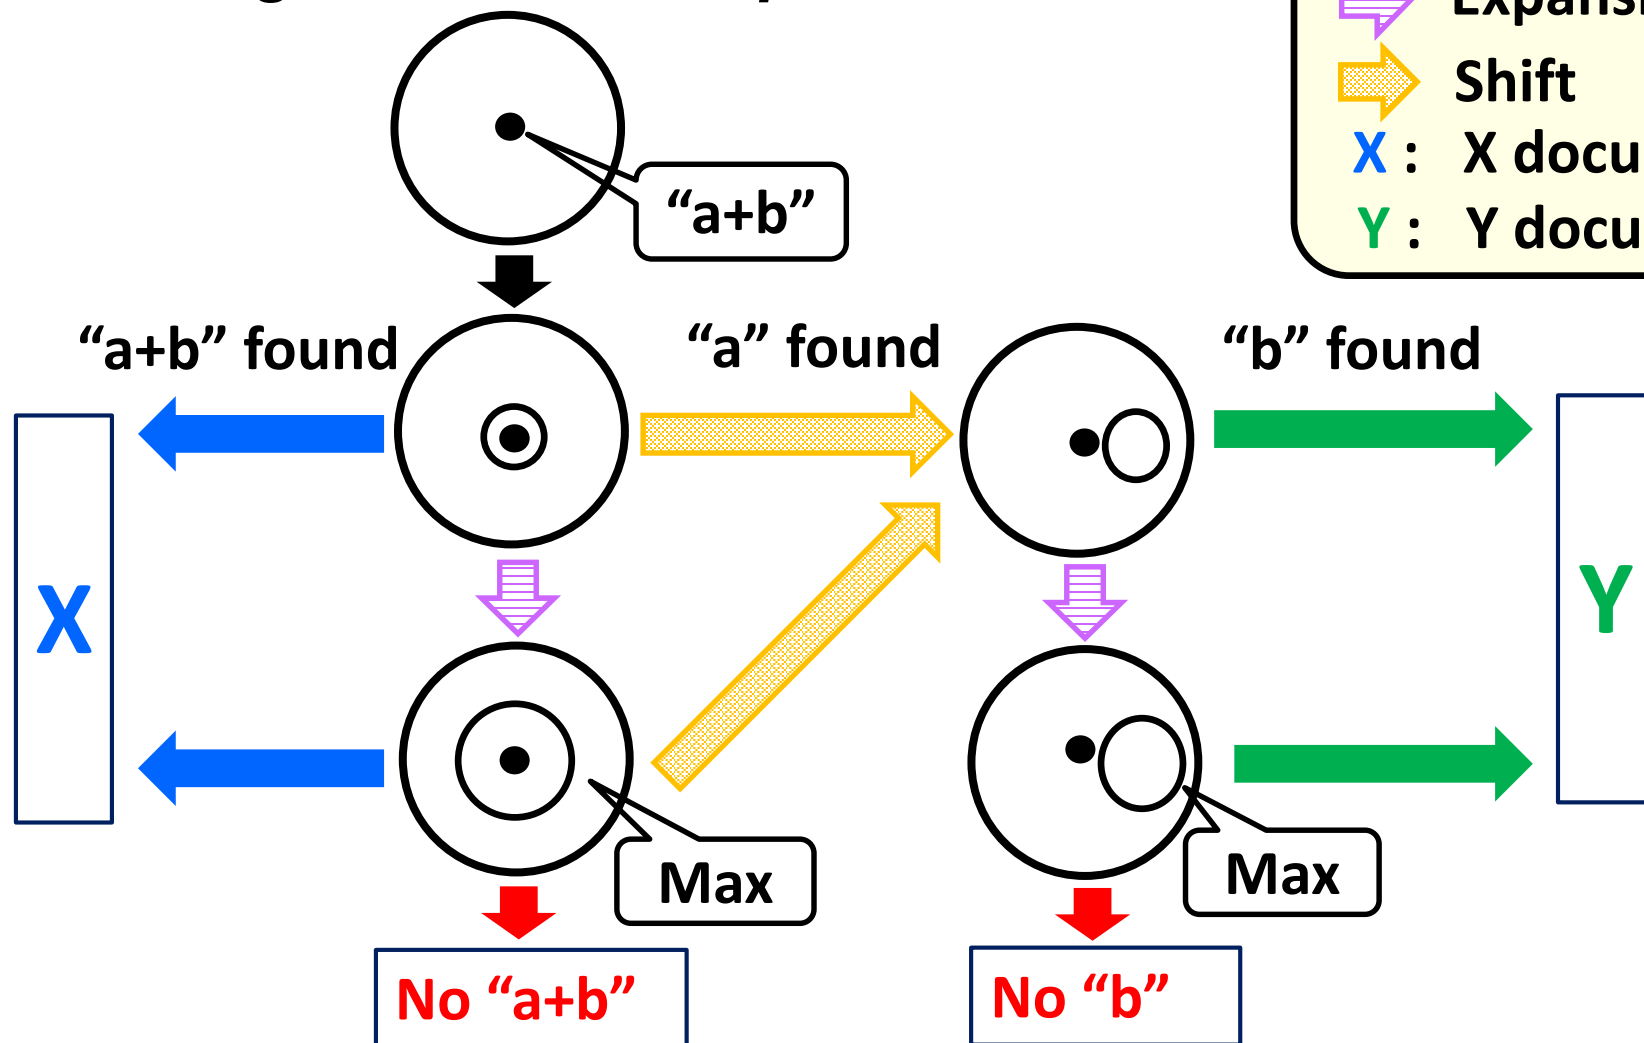 Shift
X : X docu
Y : Y docu
“a+b”
“a+b” found
“a” found
“b” found
X
Y
Max
Max
No “a+b”
No “b”